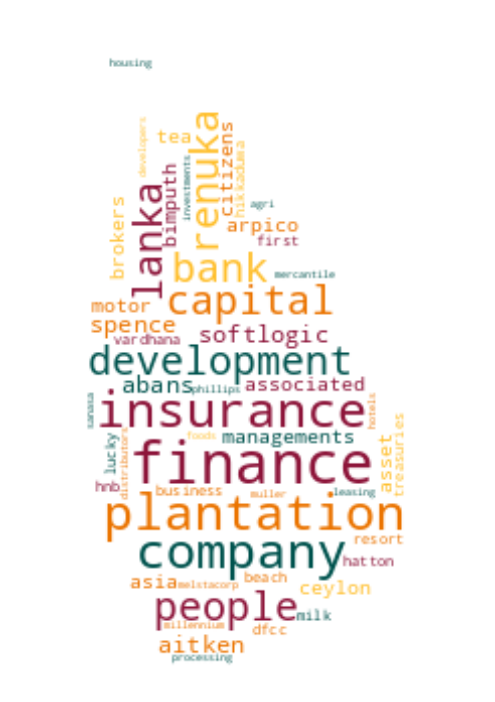 housing
developers
tea
renuka
citizens
hikkaduma
investments
bimputh
lanka
agri
brokers
arpico
first
bank
mercantile
motor
capital
spence
vardhana
softlogic
development
abans
phillips
associated
sanasa
insurance
hotels
lucky
distributors
foods
managements
asset
treasuries
finance
hnb
business
muller
leasing
plantation
resort
company
hatton
asia
melstacorp
beach
ceylon
people
milk
millennium
dfcc
aitken
processing